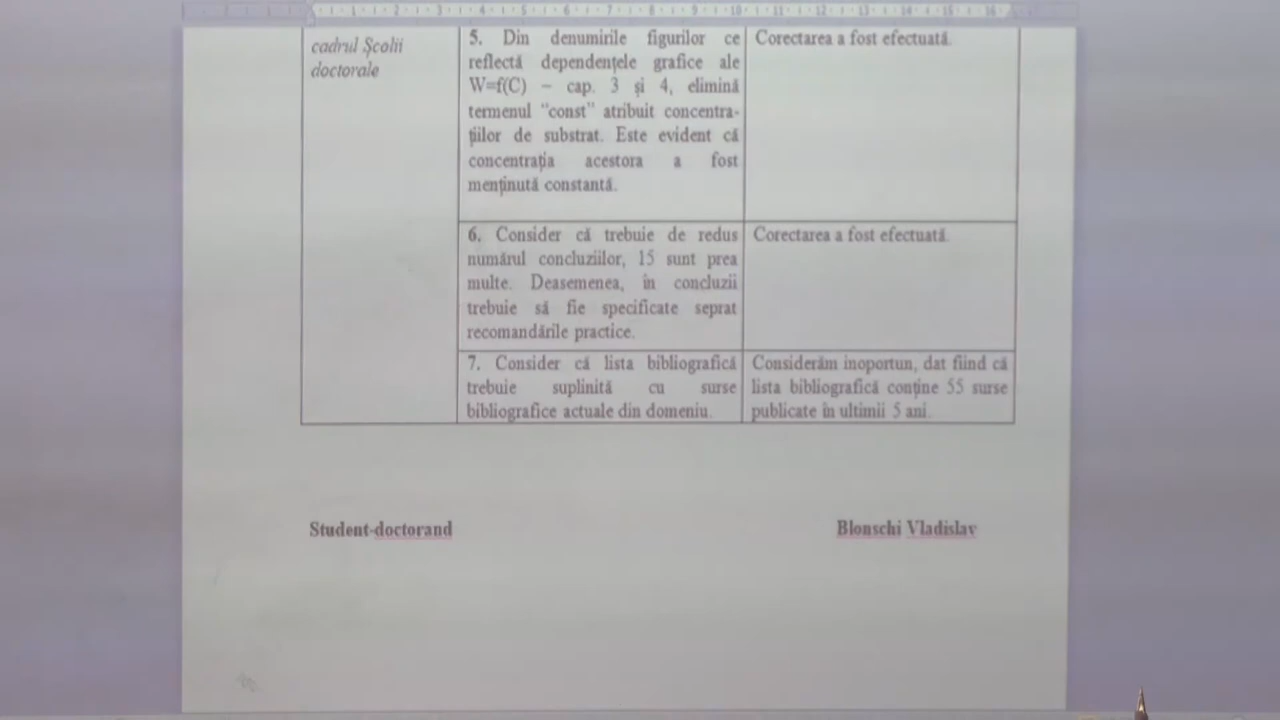 cadrul Școlii
doctorale
5. Din denumirile figurilor ce
reflectă dependențele grafice ale
W=f(C) – cap. 3 și 4, elimină
termenul “const” atribuit concentra-
țiilor de substrat. Este evident că
concentrația acestora a fost
menținută constantă.
Corectarea a fost efectuată.
6. Consider că trebuie de redus
numărul concluziilor, 15 sunt prea
multe. Deasemenea, în concluzii
trebuie să fie specificate seprat
recomandările practice.
Corectarea a fost efectuată.
7. Consider că lista bibliografică
trebuie suplinită cu surse
bibliografice actuale din domeniu.
Considerăm inoportun, dat fiind că
lista bibliografică conține 55 surse
publicate în ultimii 5 ani.
Student-doctorand
Blonschi Vladislav